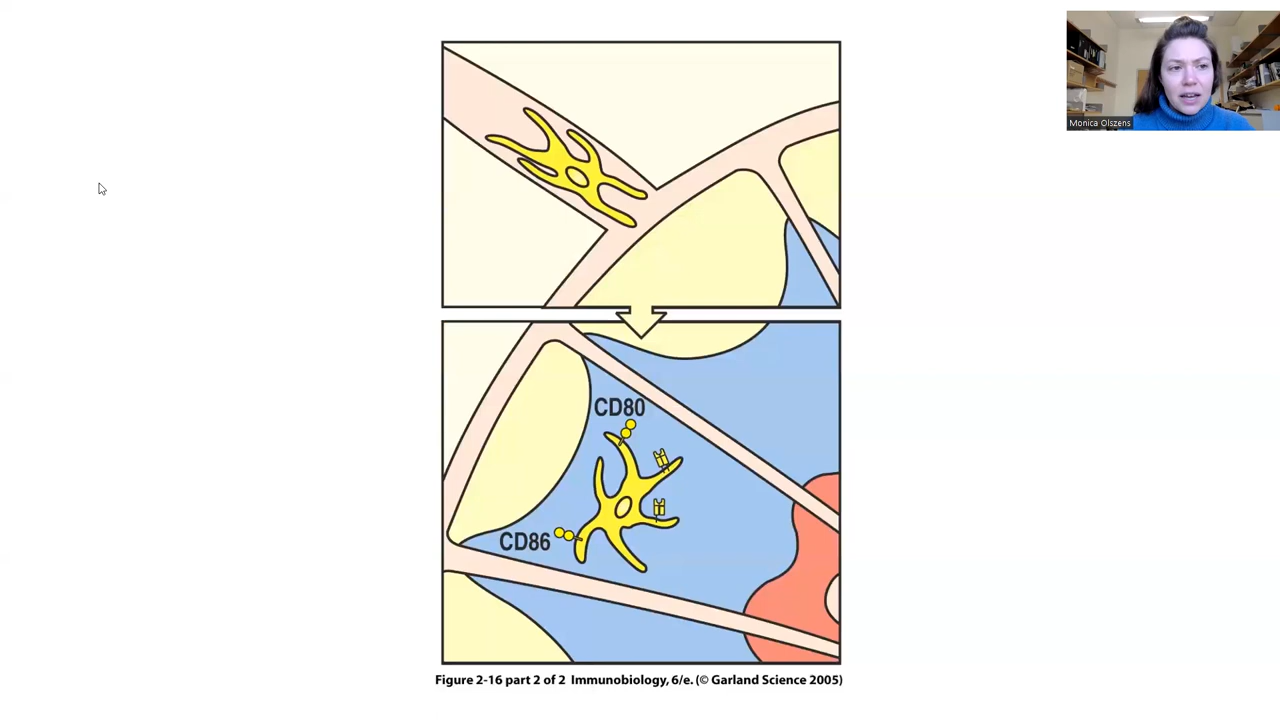 Monica Olszens
CD80
CD86
Figure 2-16 part 2 of 2 Immunobiology, 6/e. (© Garland Science 2005)